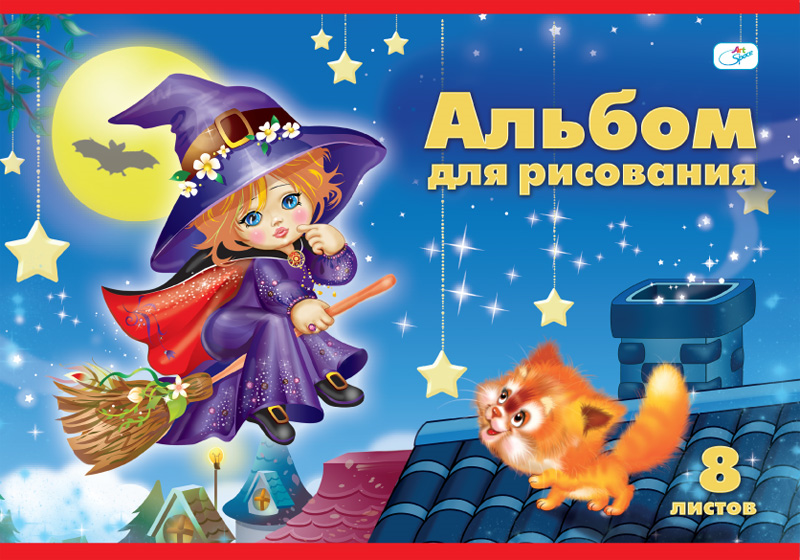 Art
Space
Альбом
для рисования
8
листов